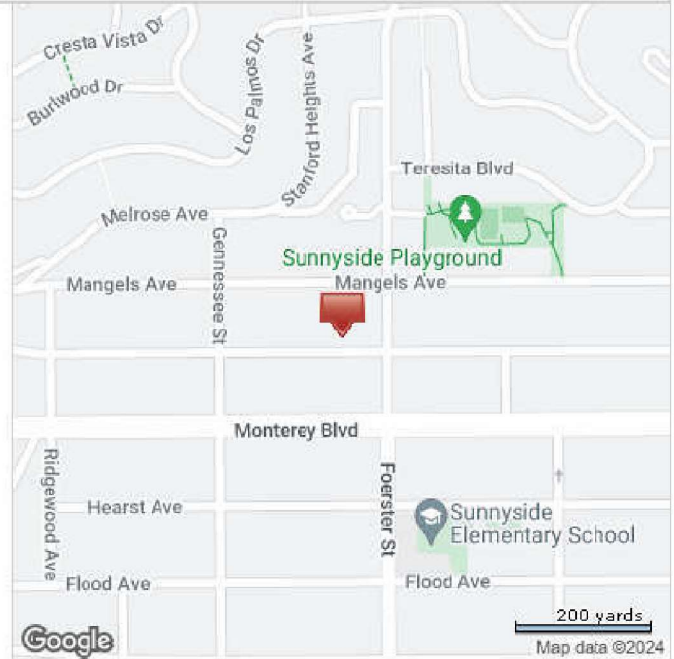 Cresta Vista Dr
Burlwood Dr
Los Palmos Dr
Stanford Heights Ave
Teresita Blvd
Melrose Ave
Gennessee St
Sunnyside Playground
Mangels Ave
Mangels Ave
Monterey Blvd
Ridgewood Ave
Foerster St
Hearst Ave
Sunnyside
Elementary School
Flood Ave
Flood Ave
200 yards
Google
Map data ©2024